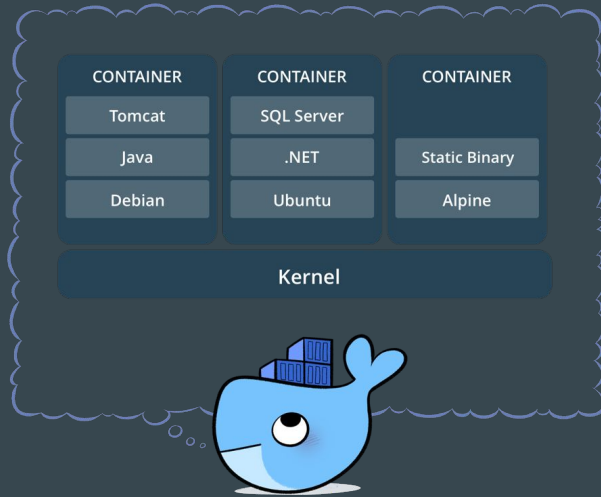 CONTAINER
Tomcat
Java
Debian
CONTAINER
SQL Server
.NET
Ubuntu
CONTAINER
Static Binary
Alpine
Kernel